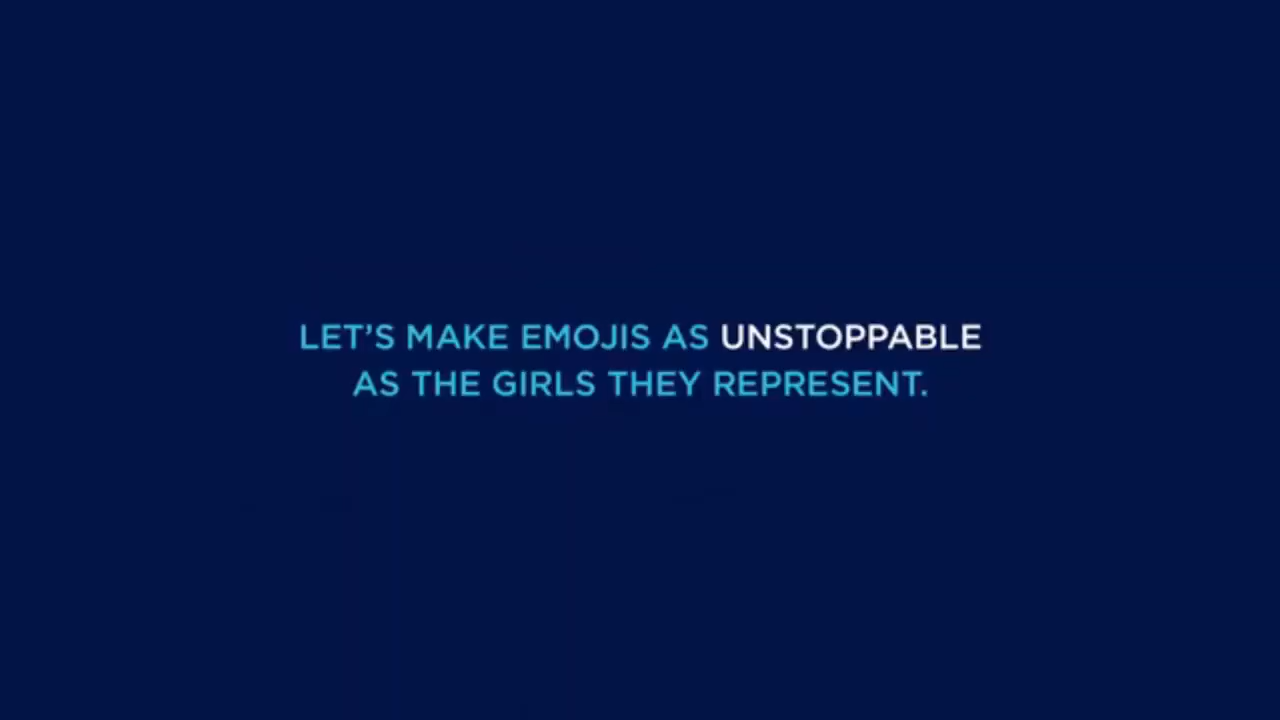 LET'S MAKE EMOJIS AS UNSTOPPABLE
AS THE GIRLS THEY REPRESENT.